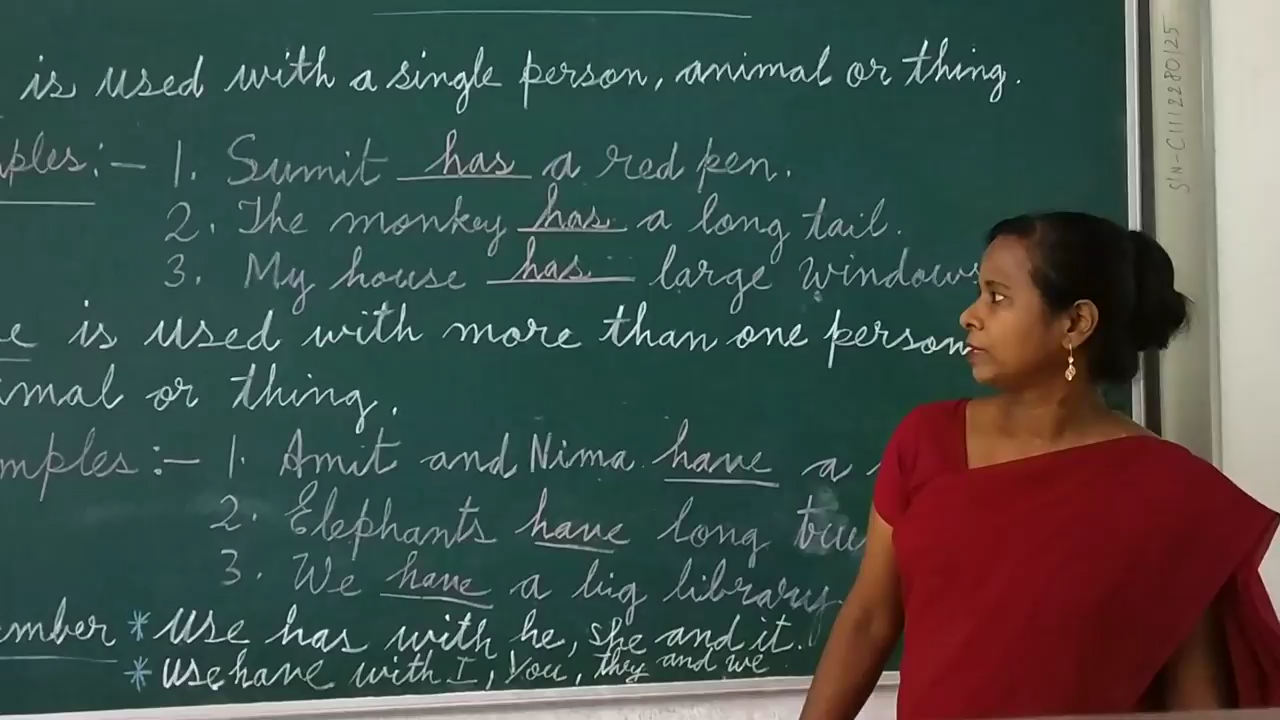 is used with a single person, animal or thing.
mples:- 1. Sumit has a red pen.
2. The monkey has a long tail.
3. My house has large windows
e is used with more than one person
imal or thing.
mples:- 1. Amit and Nima have a
2. Elephants have long
3. We have a big library
ember * Use has with he, she and it.
* Use have with I, You, they and we